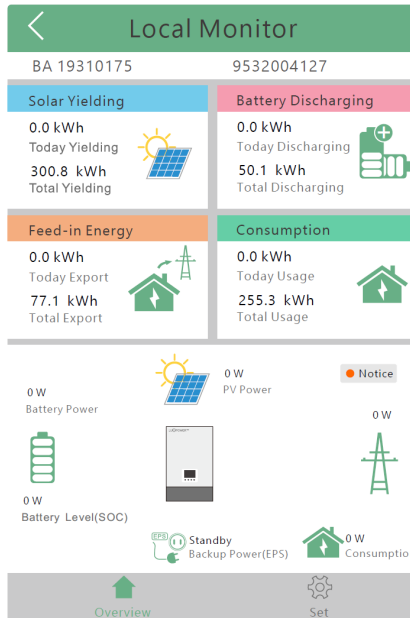 Local Monitor
BA 19310175 9532004127
Solar Yielding
0.0 kWh
Today Yielding
300.8 kWh
Total Yielding
Battery Discharging
0.0 kWh
Today Discharging
50.1 kWh
Total Discharging
Feed-in Energy
0.0 kWh
Today Export
77.1 kWh
Total Export
Consumption
0.0 kWh
Today Usage
255.3 kWh
Total Usage
0 W
PV Power
Notice
0 W
Battery Power
0 W
0 W
Battery Level(SOC)
EPS
Standby
Backup Power(EPS)
0 W
Consumptio
Overview
Set